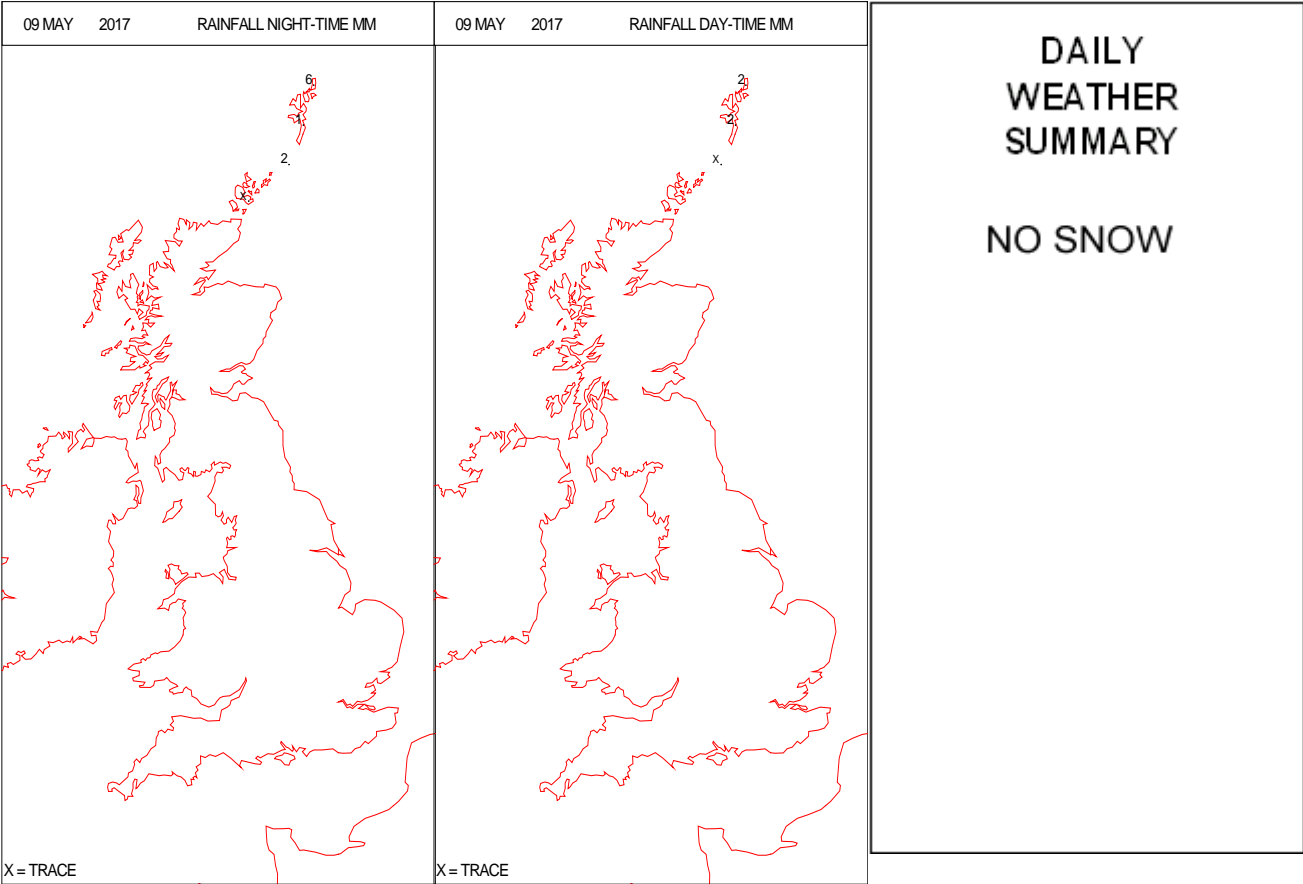 09 MAY 2017 RAINFALL NIGHT-TIME MM
6
1
2
X
X = TRACE
09 MAY 2017 RAINFALL DAY-TIME MM
2
2
X
X = TRACE
DAILY
WEATHER
SUMMARY
NO SNOW